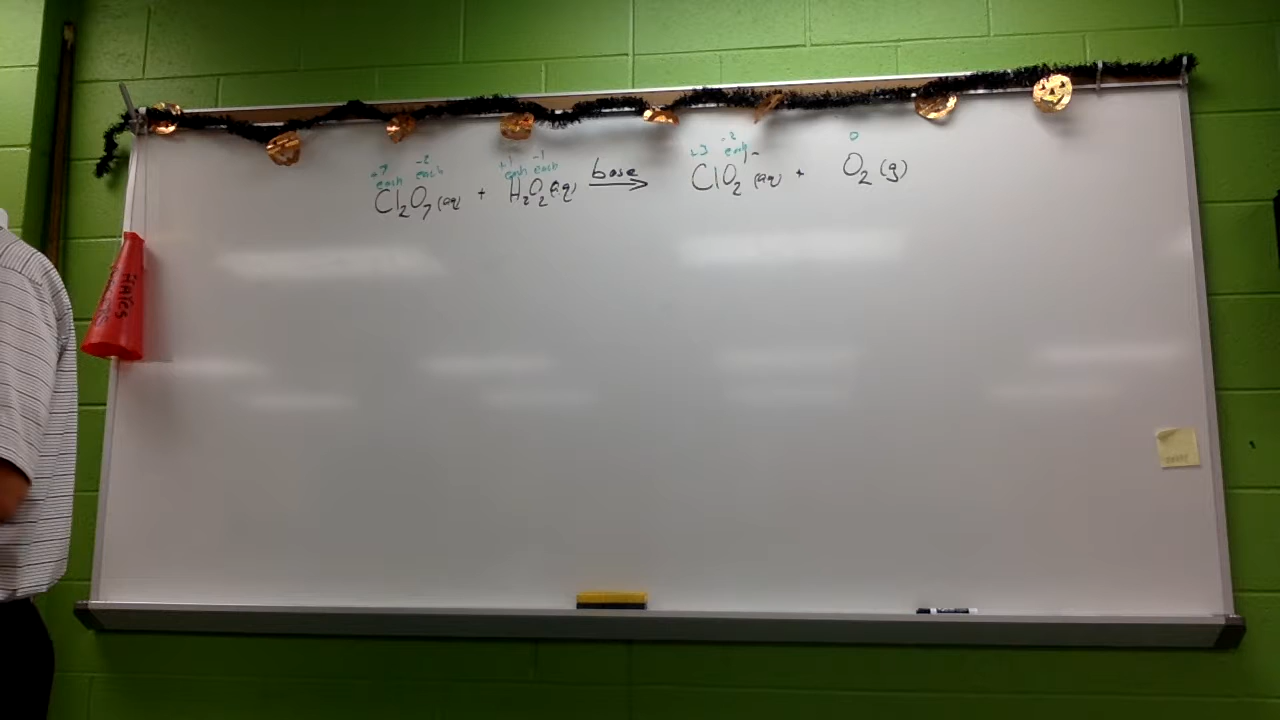 +7 each -2 each +1 each -1 each +3 -2 each 0
Cl₂O₇ (aq) + H₂O₂ (aq) base → ClO₂⁻ (aq) + O₂ (g)
HATES